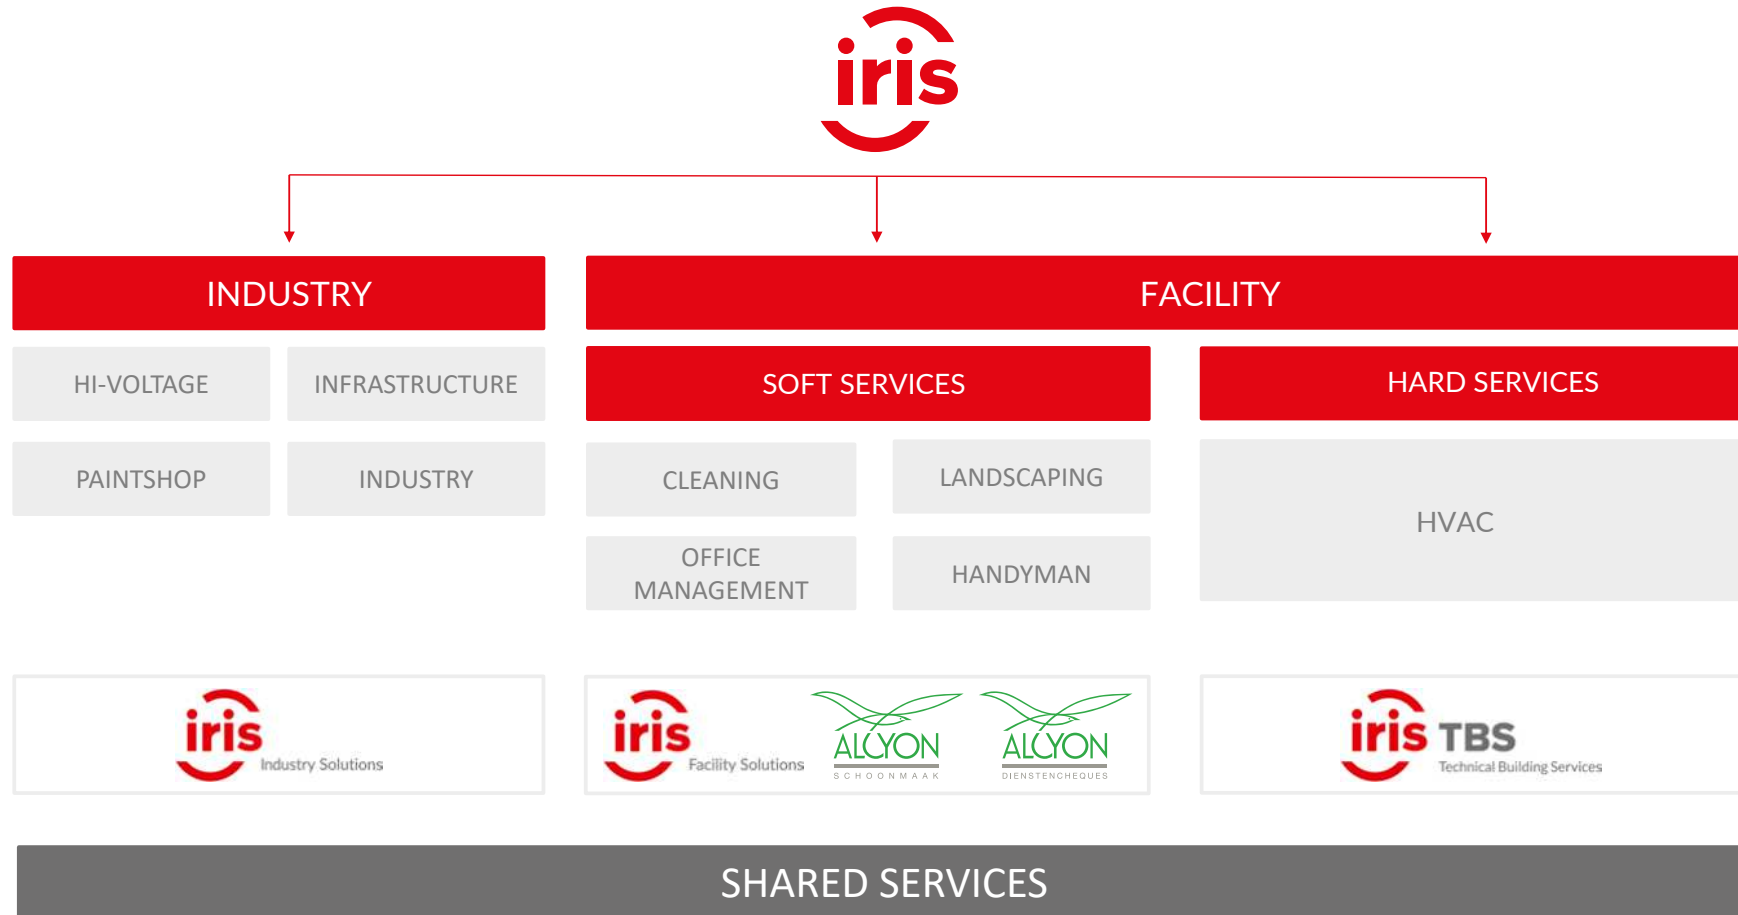 iris
INDUSTRY
FACILITY
HI-VOLTAGE
INFRASTRUCTURE
SOFT SERVICES
HARD SERVICES
PAINTSHOP
INDUSTRY
CLEANING
LANDSCAPING
HVAC
OFFICE
MANAGEMENT
HANDYMAN
iris
Industry Solutions
iris
Facility Solutions
ALCYON
SCHOONMAAK
ALCYON
DIENSTENCHEQUES
iris TBS
Technical Building Services
SHARED SERVICES